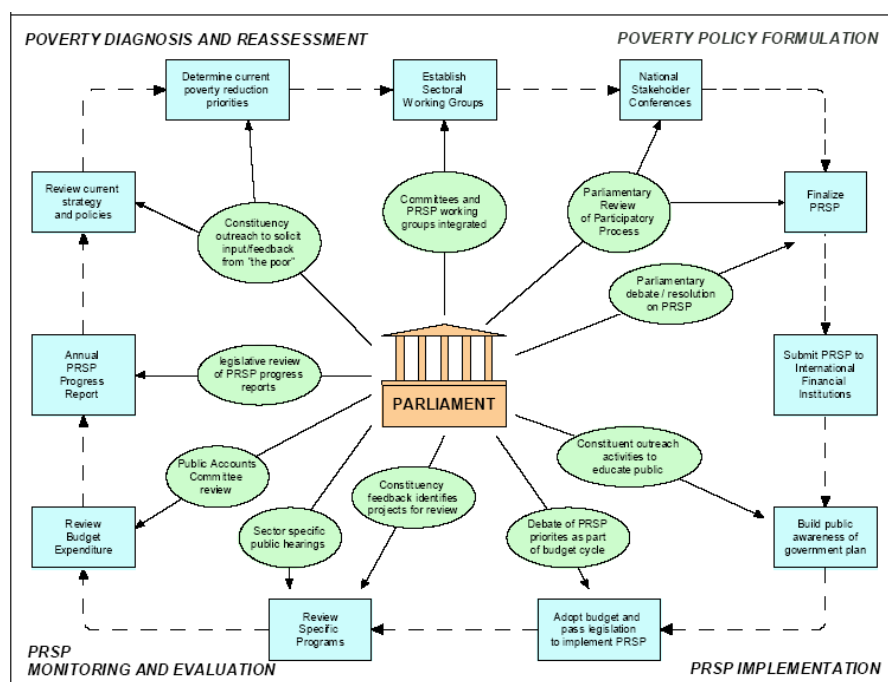 POVERTY DIAGNOSIS AND REASSESSMENT
POVERTY POLICY FORMULATION
Determine current
poverty reduction
priorities
Establish
Sectoral
Working Groups
National
Stakeholder
Conferences
Review current
strategy
and policies
Constituency
outreach to solicit
input/feedback
from "the poor"
Committees and
PRSP working
groups integrated
Parliamentary
Review
of Participatory
Process
Finalize
PRSP
Parliamentary
debate / resolution
on PRSP
Annual
PRSP
Progress
Report
legislative review
of PRSP progress
reports
PARLIAMENT
Submit PRSP to
International
Financial
Institutions
Public Accounts
Committee
review
Constituency
feedback identifies
projects for review
Constituent outreach
activities to
educate public
Review
Budget
Expenditure
Sector specific
public hearings
Debate of PRSP
priorites as part
of budget cycle
Build public
awareness of
government plan
Review
Specific
Programs
Adopt budget and
pass legislation
to implement PRSP
PRSP
MONITORING AND EVALUATION
PRSP IMPLEMENTATION